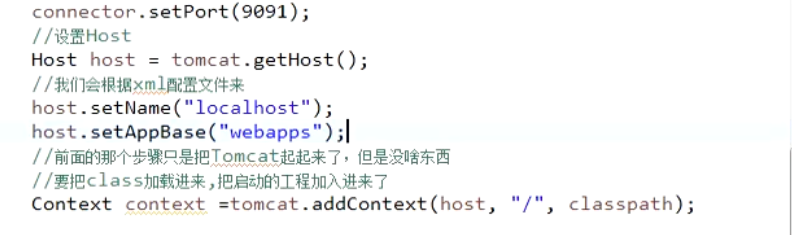 connector.setPort(9091);
//设置Host
Host host = tomcat.getHost();
//我们会根据xml配置文件来
host.setName("localhost");
host.setAppBase("webapps");
//前面的那个步骤只是把Tomcat起起来了，但是没啥东西
//要把class加载进来,把启动的工程加入进来了
Context context =tomcat.addContext(host, "/", classpath);